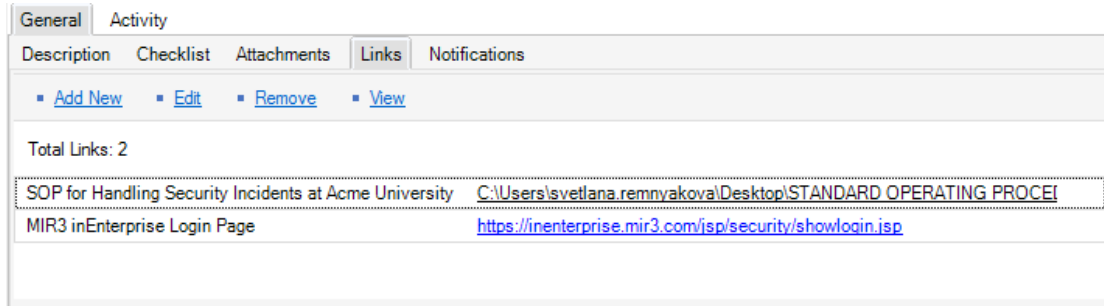 General Activity
Description Checklist Attachments Links Notifications
Add New Edit Remove View
Total Links: 2
SOP for Handling Security Incidents at Acme University C:\Users\svetlana.remnyakova\Desktop\STANDARD OPERATING
MIR3 inEnterprise Login Page https://inenterprise.mir3.com/jsp/security/showlogin.jsp